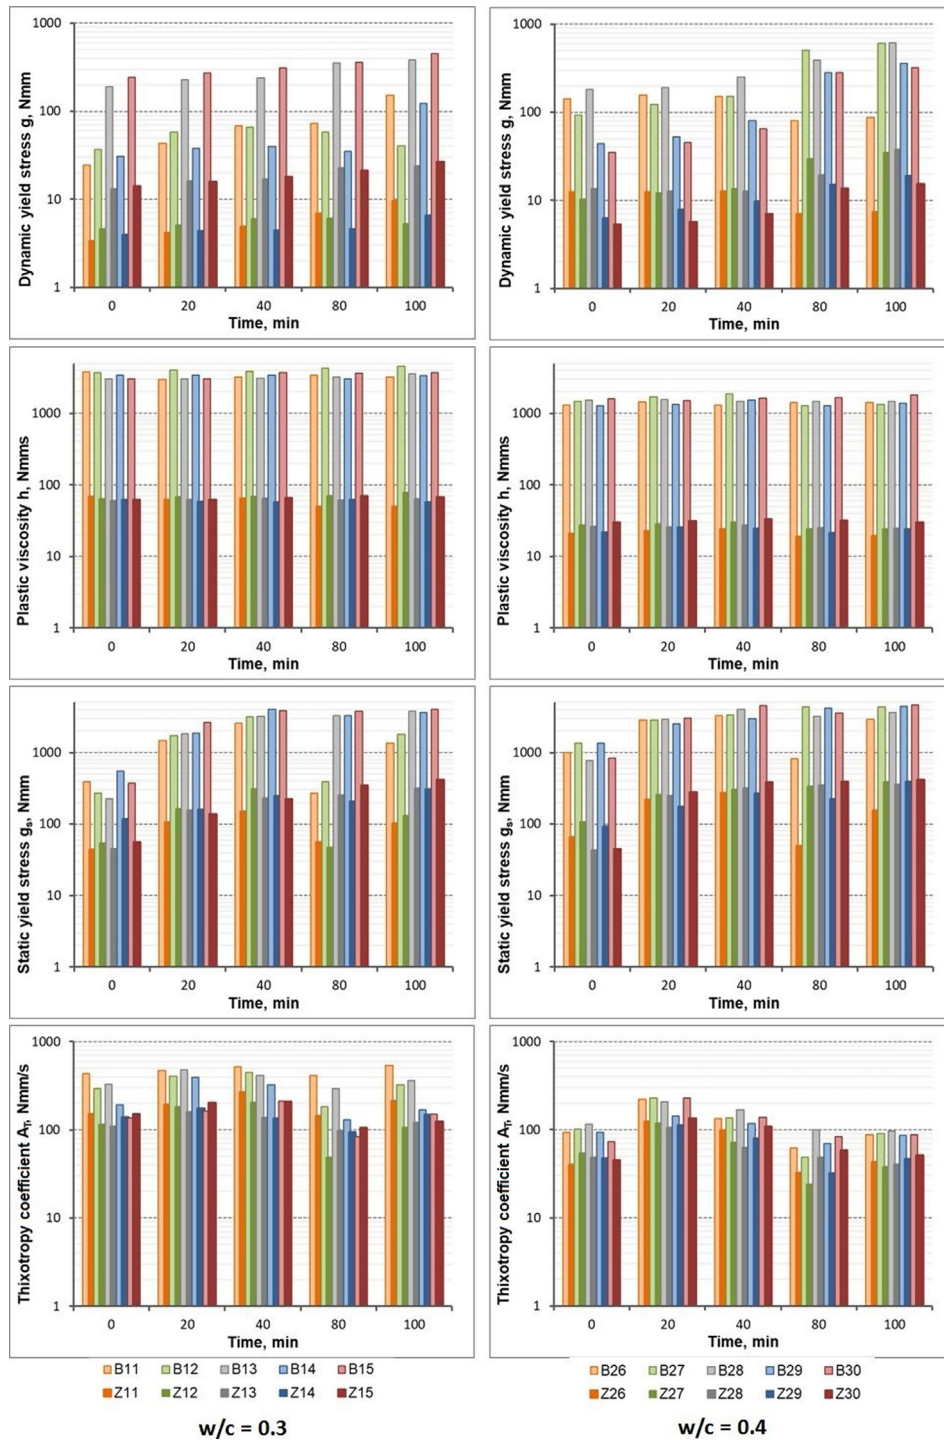 1000
100
10
1
Dynamic yield stress g, Nmm
0 20 40 80 100
Time, min
1000
100
10
1
Dynamic yield stress g, Nmm
0 20 40 80 100
Time, min
1000
100
10
1
Plastic viscosity h, Nmms
0 20 40 80 100
Time, min
1000
100
10
1
Plastic viscosity h, Nmms
0 20 40 80 100
Time, min
1000
100
10
1
Static yield stress gs, Nmm
0 20 40 80 100
Time, min
1000
100
10
1
Static yield stress gs, Nmm
0 20 40 80 100
Time, min
1000
100
10
1
Thixotropy coefficient AT, Nmm/s
0 20 40 80 100
Time, min
1000
100
10
1
Thixotropy coefficient AT, Nmm/s
0 20 40 80 100
Time, min
B11 B12 B13 B14 B15
Z11 Z12 Z13 Z14 Z15
w/c = 0.3
B26 B27 B28 B29 B30
Z26 Z27 Z28 Z29 Z30
w/c = 0.4